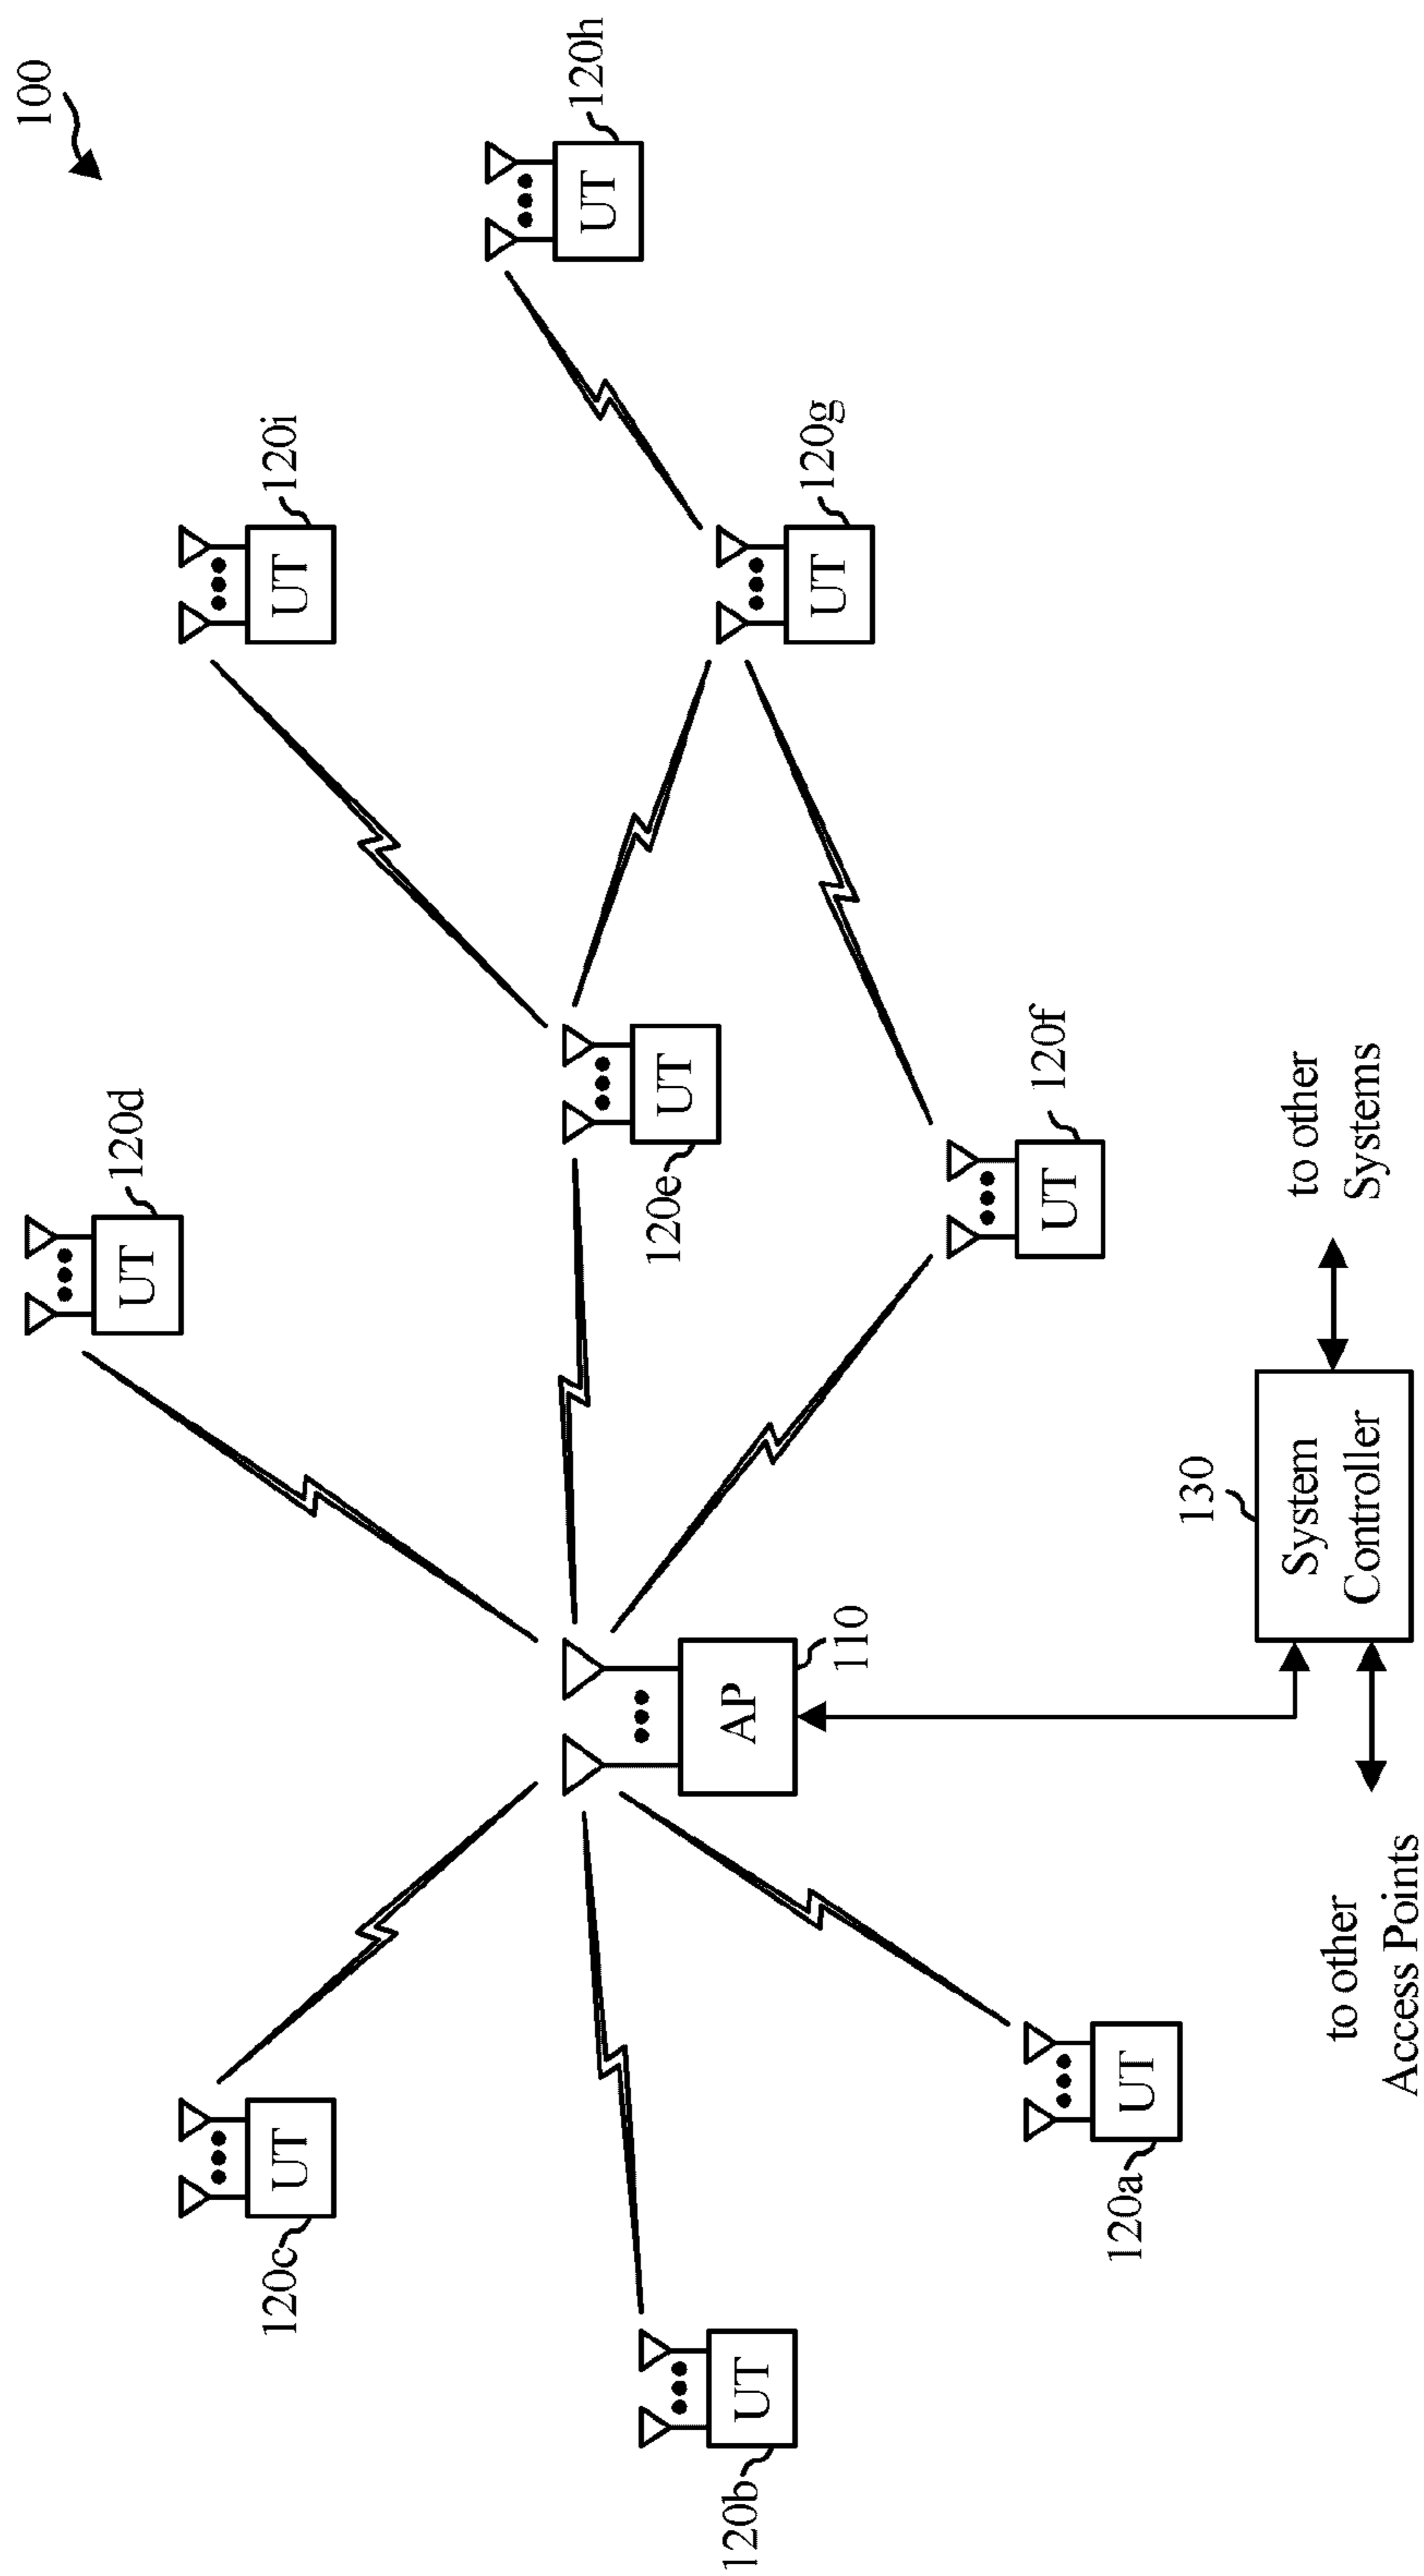 100
UT
120d
UT
120c
UT
120i
UT
120h
UT
120b
AP
110
UT
120e
UT
120g
UT
120a
UT
120f
130
System
Controller
to other
Access Points
to other
Systems